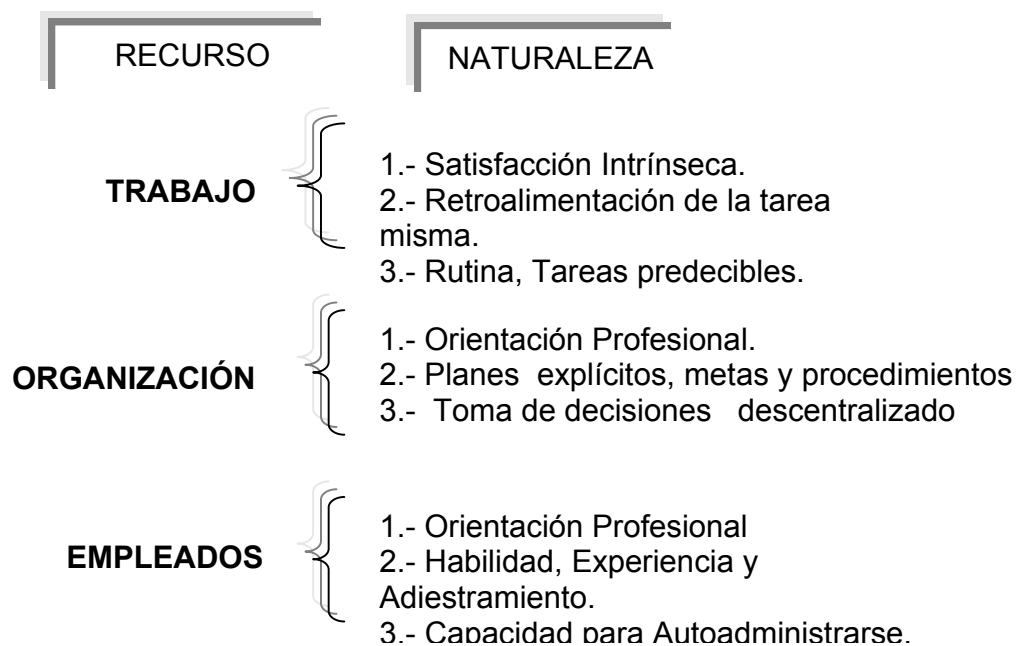 RECURSO NATURALEZA
TRABAJO
1.- Satisfacción Intrínseca.
2.- Retroalimentación de la tarea
misma.
3.- Rutina, Tareas predecibles.
ORGANIZACIÓN
1.- Orientación Profesional.
2.- Planes explícitos, metas y procedimientos
3.- Toma de decisiones descentralizado
EMPLEADOS
1.- Orientación Profesional
2.- Habilidad, Experiencia y
Adiestramiento.
3.- Capacidad para Autoadministrarse.